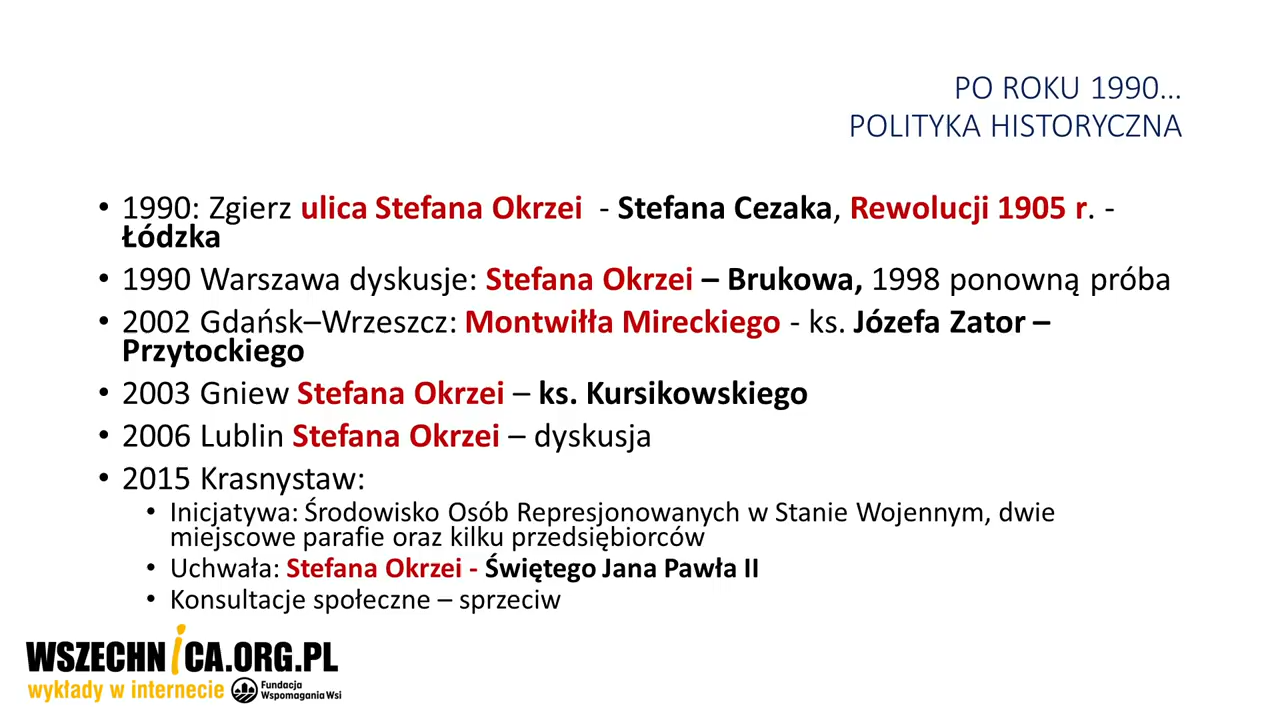 PO ROKU 1990...
POLITYKA HISTORYCZNA
• 1990: Zgierz ulica Stefana Okrzei - Stefana Cezaka, Rewolucji 1905 r. -
Łódzka
• 1990 Warszawa dyskusje: Stefana Okrzei – Brukowa, 1998 ponowną próba
• 2002 Gdańsk–Wrzeszcz: Montwiłła Mireckiego - ks. Józefa Zator –
Przytockiego
• 2003 Gniew Stefana Okrzei – ks. Kursikowskiego
• 2006 Lublin Stefana Okrzei – dyskusja
• 2015 Krasnystaw:
• Inicjatywa: Środowisko Osób Represjonowanych w Stanie Wojennym, dwie
miejscowe parafie oraz kilku przedsiębiorców
• Uchwała: Stefana Okrzei - Świętego Jana Pawła II
• Konsultacje społeczne – sprzeciw
WSZECHNiCA.ORG.PL
wykłady w internecie Fundacja
Wspomagania Wsi